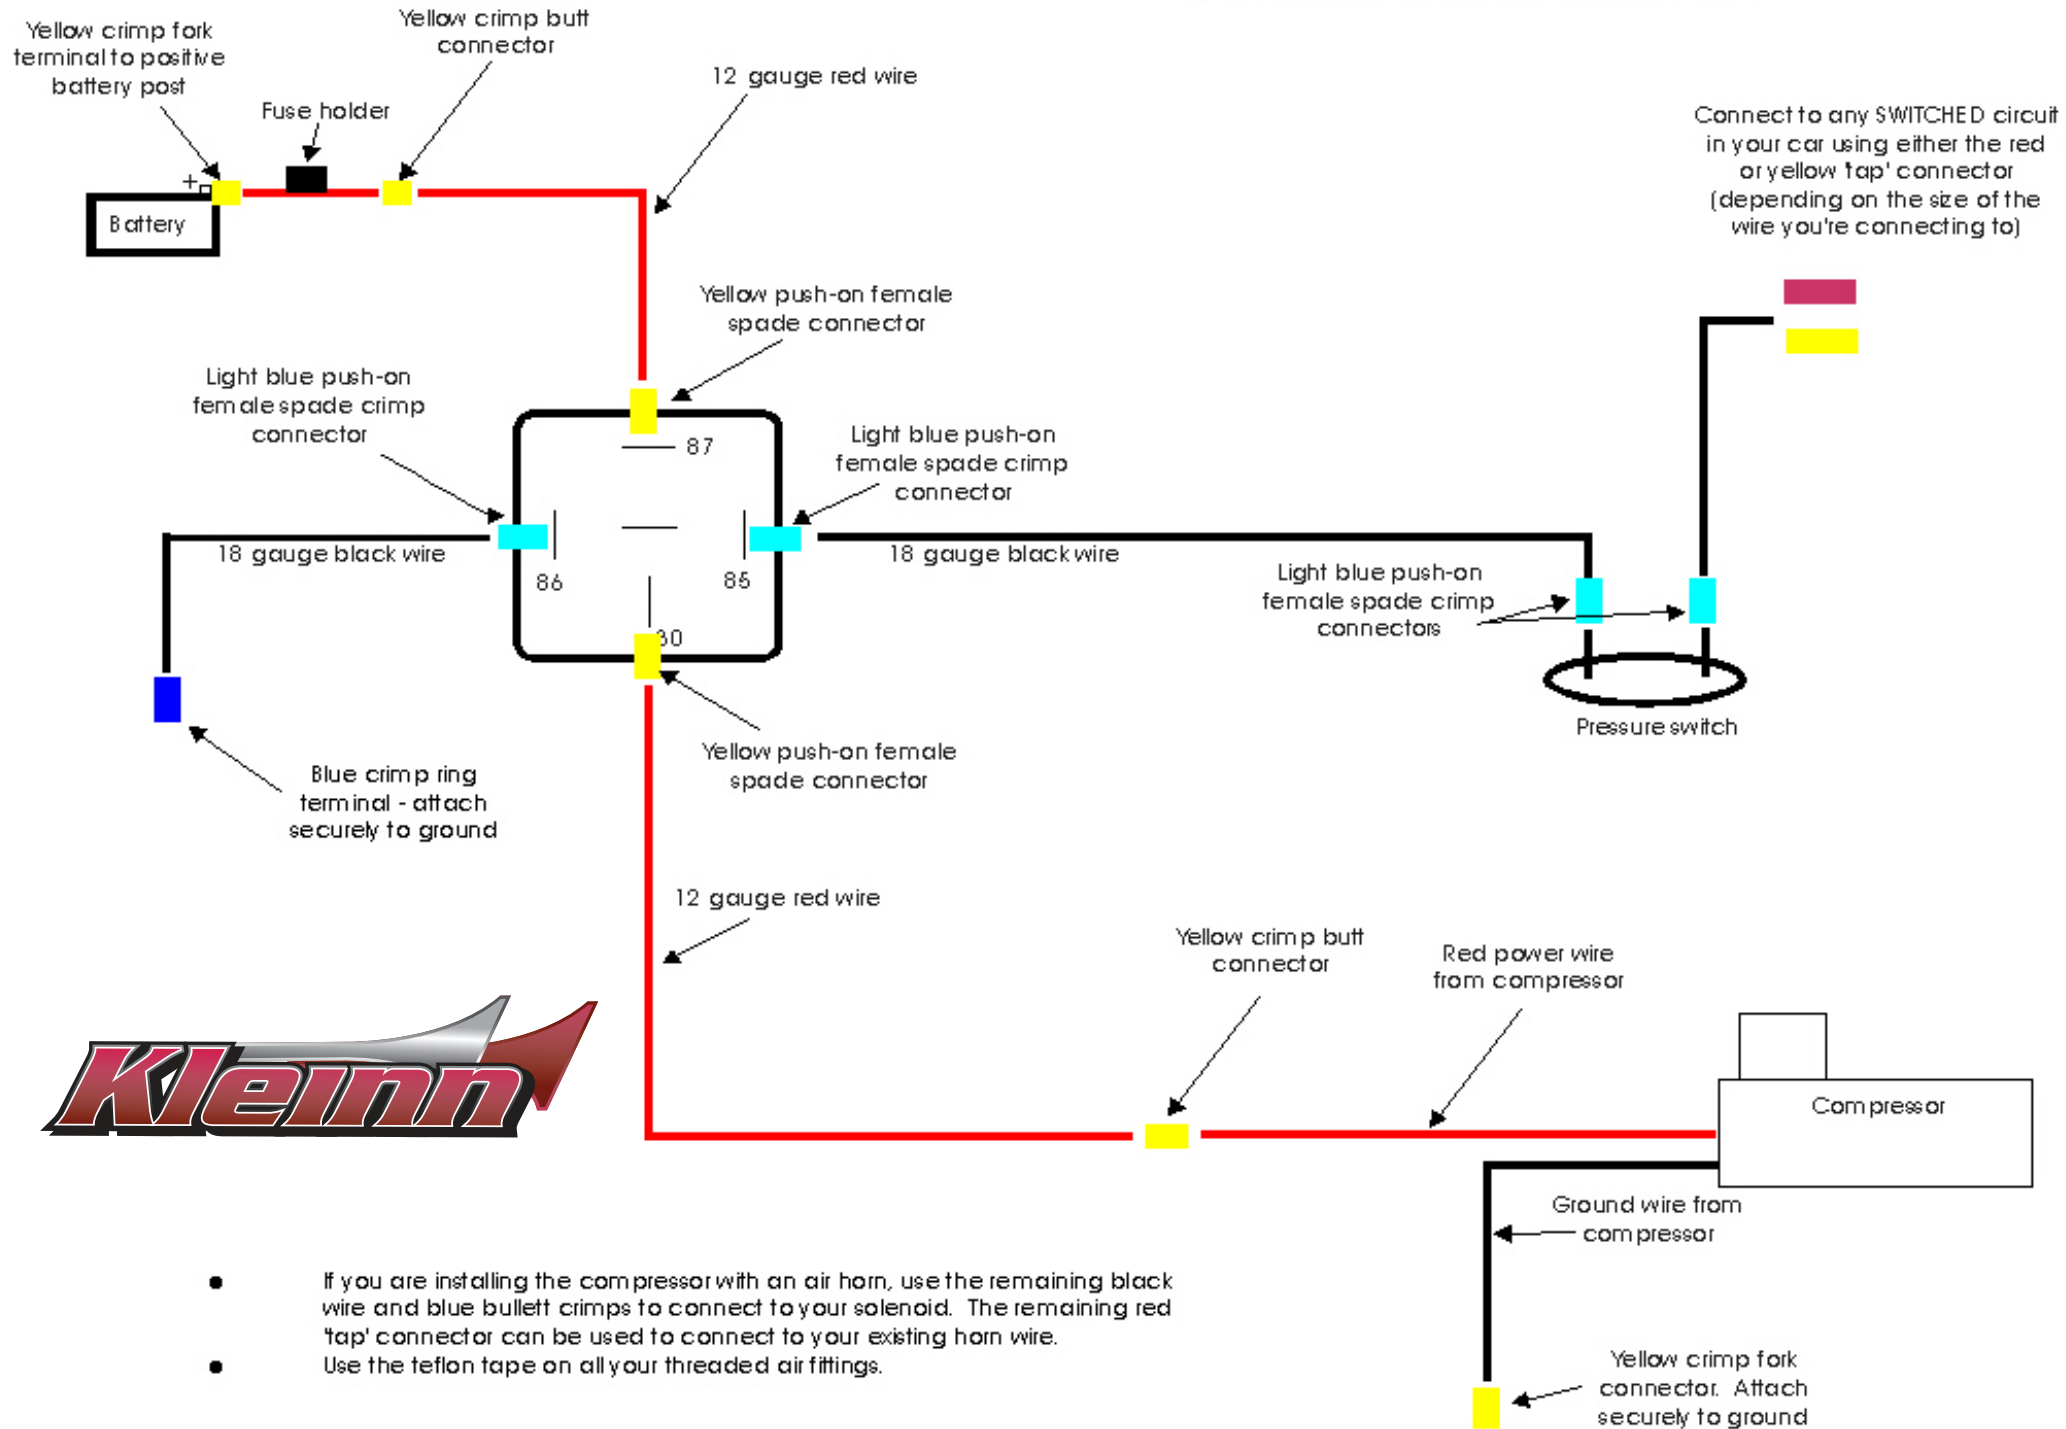 Yellow crimp fork
terminal to positive
battery post
Yellow crimp butt
connector
12 gauge red wire
Fuse holder
Connect to any SWITCHED circuit
in your car using either the red
or yellow 'tap' connector
(depending on the size of the
wire you're connecting to)
+
Battery
Yellow push-on female
spade connector
Light blue push-on
female spade crimp
connector
87
Light blue push-on
female spade crimp
connector
18 gauge black wire
86
85
18 gauge black wire
Light blue push-on
female spade crimp
connectors
30
Pressure switch
Yellow push-on female
spade connector
Blue crimp ring
terminal - attach
securely to ground
12 gauge red wire
Yellow crimp butt
connector
Red power wire
from compressor
Kleinn
Compressor
Ground wire from
compressor
• If you are installing the compressor with an air horn, use the remaining black
wire and blue bullett crimps to connect to your solenoid. The remaining red
'tap' connector can be used to connect to your existing horn wire.
• Use the teflon tape on all your threaded air fittings.
Yellow crimp fork
connector. Attach
securely to ground